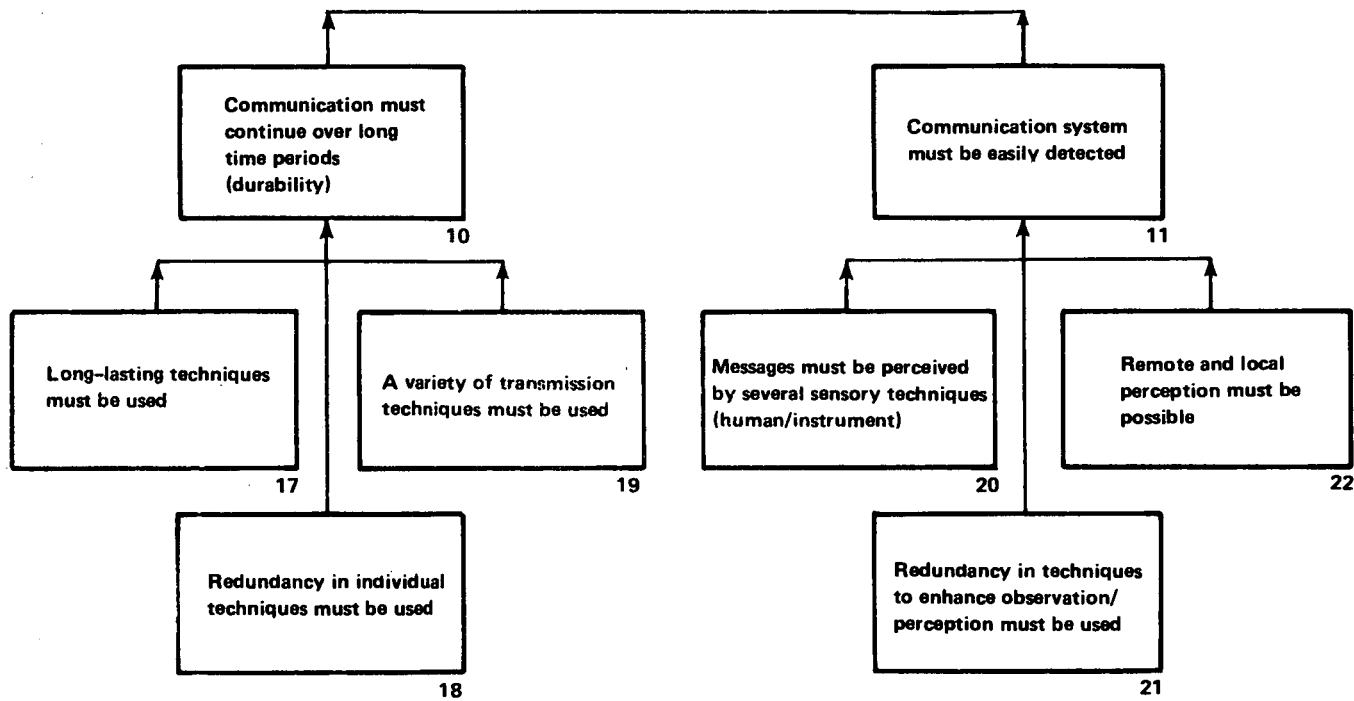 Communication must
continue over long
time periods
(durability)
10
Communication system
must be easily detected
11
Long-lasting techniques
must be used
17
A variety of transmission
techniques must be used
19
Messages must be perceived
by several sensory techniques
(human/instrument)
20
Remote and local
perception must be
possible
22
Redundancy in individual
techniques must be used
18
Redundancy in techniques
to enhance observation/
perception must be used
21